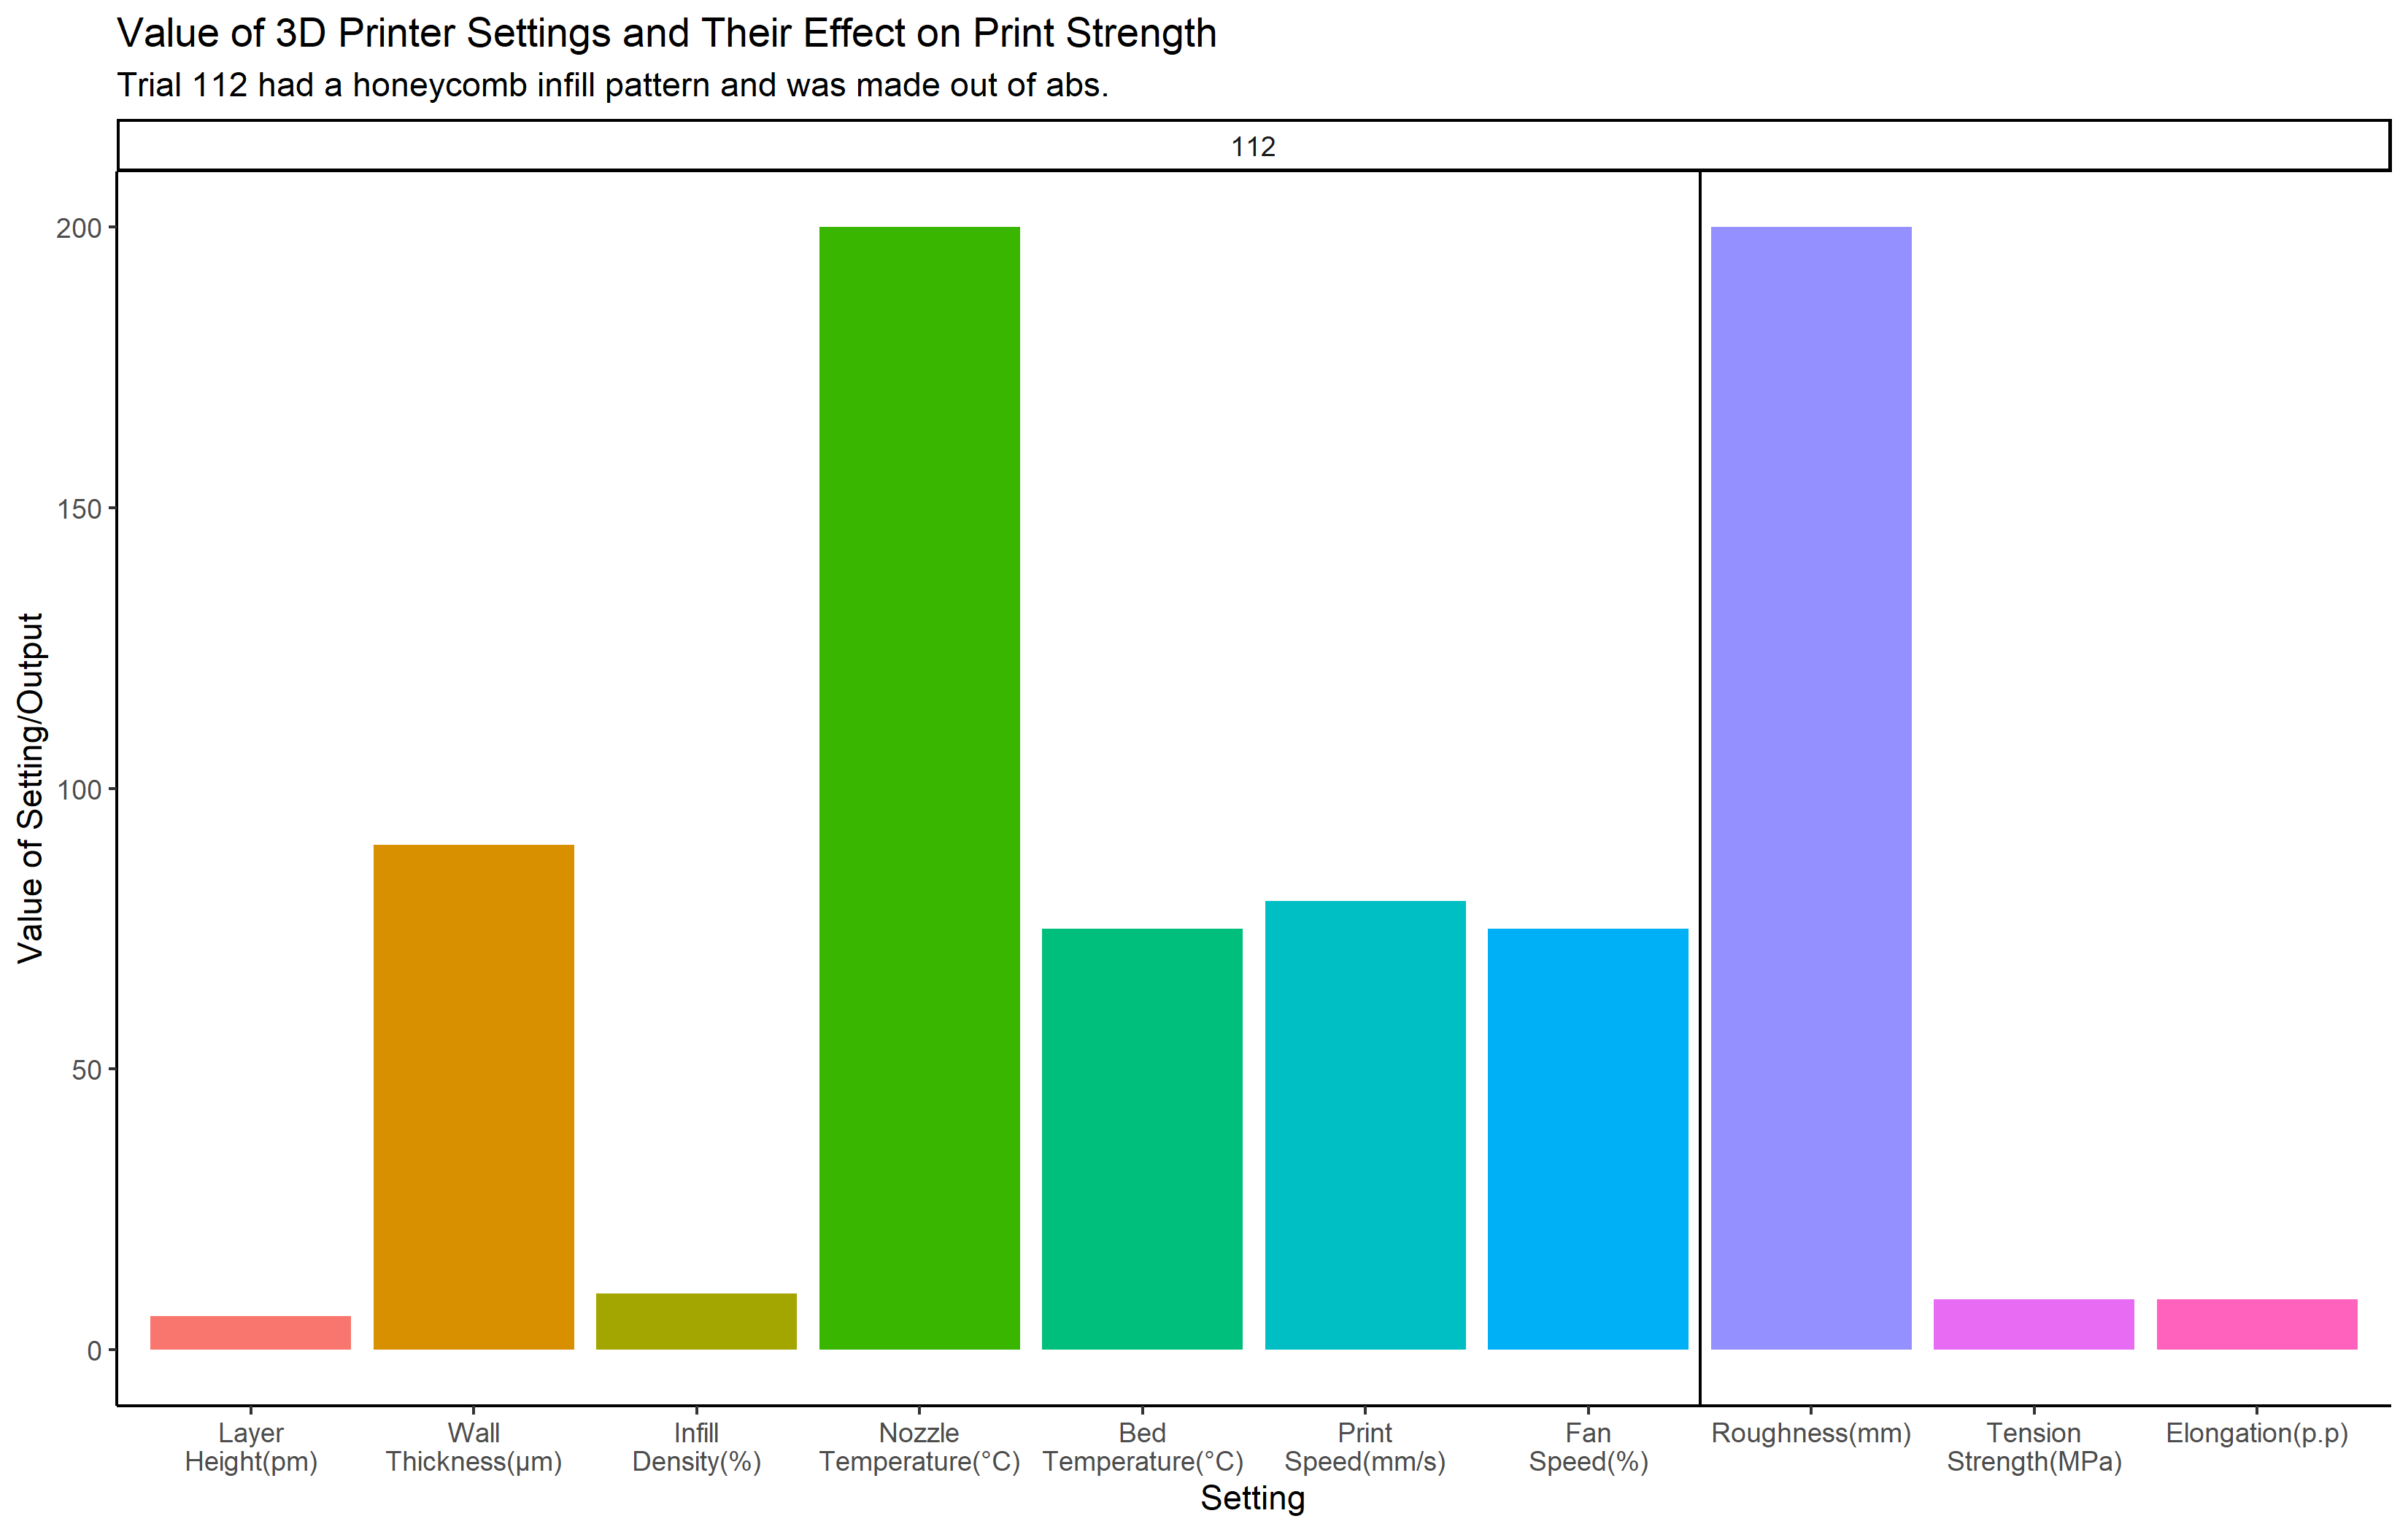 Value of 3D Printer Settings and Their Effect on Print Strength
Trial 112 had a honeycomb infill pattern and was made out of abs.
112
200
150
100
50
0
Value of Setting/Output
Layer
Height(pm)
Wall
Thickness(µm)
Infill
Density(%)
Nozzle
Temperature(°C)
Bed
Temperature(°C)
Print
Speed(mm/s)
Fan
Speed(%)
Roughness(mm)
Tension
Strength(MPa)
Elongation(p.p)
Setting